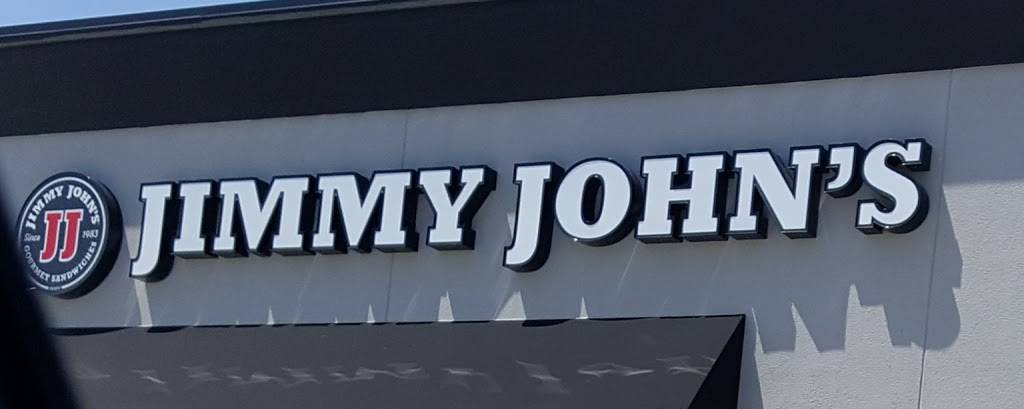 JIMMY JOHN'S
JJ
Since 1983
GOURMET SANDWICHES
JIMMY JOHN'S